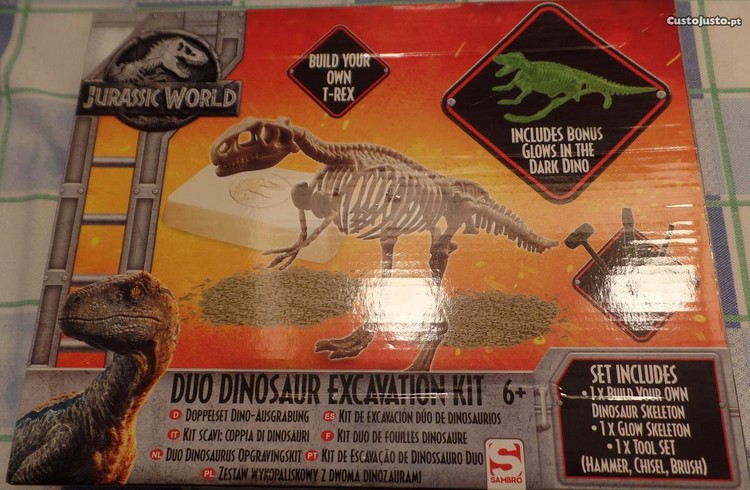 CustoJusto.pt
JURASSIC WORLD
BUILD YOUR
OWN
T-REX
INCLUDES BONUS
GLOWS IN THE
DARK DINO
DUO DINOSAUR EXCAVATION KIT 6+
D DOPPELSET DINO-AUSGRABUNG
ES KIT DE EXCAVACIÓN DÚO DE DINOSAURIOS
IT KIT SCAVI: COPPIA DI DINOSAURI
F KIT DUO DE FOUILLES DINOSAURE
NL DUO DINOSAURUS OPGRAVINGSKIT
PT KIT DE ESCAVAÇÃO DE DINOSSAURO DUO
PL ZESTAW WYKOPALISKOWY Z DWOMA DINOZAURAMI
S
SAMBRO
SET INCLUDES
• 1 X BUILD YOUR OWN
DINOSAUR SKELETON
• 1 X GLOW SKELETON
• 1 X TOOL SET
(HAMMER, CHISEL, BRUSH)